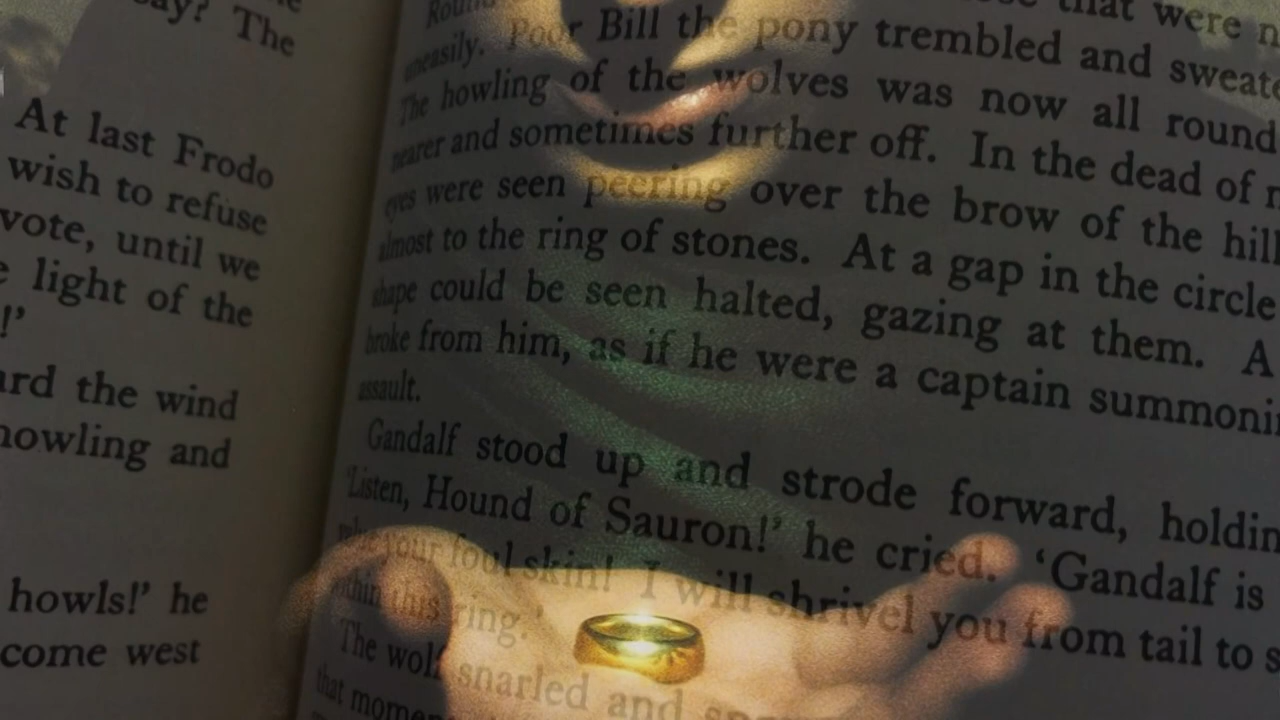 ay? The
At last Frodo
wish to refuse
vote, until we
light of the
!’
ard the wind
howling and
howls!’ he
come west
Round
uneasily. Poor Bill the pony trembled and sweate
The howling of the wolves was now all round
nearer and sometimes further off. In the dead of
eyes were seen peering over the brow of the hill
almost to the ring of stones. At a gap in the circle
shape could be seen halted, gazing at them. A
broke from him, as if he were a captain summoni
assault.
Gandalf stood up and strode forward, holdin
‘Listen, Hound of Sauron!’ he cried. ‘Gandalf is
your foul skin! I will shrivel you from tail to s
within this ring.’
The wolf snarled and
that momen